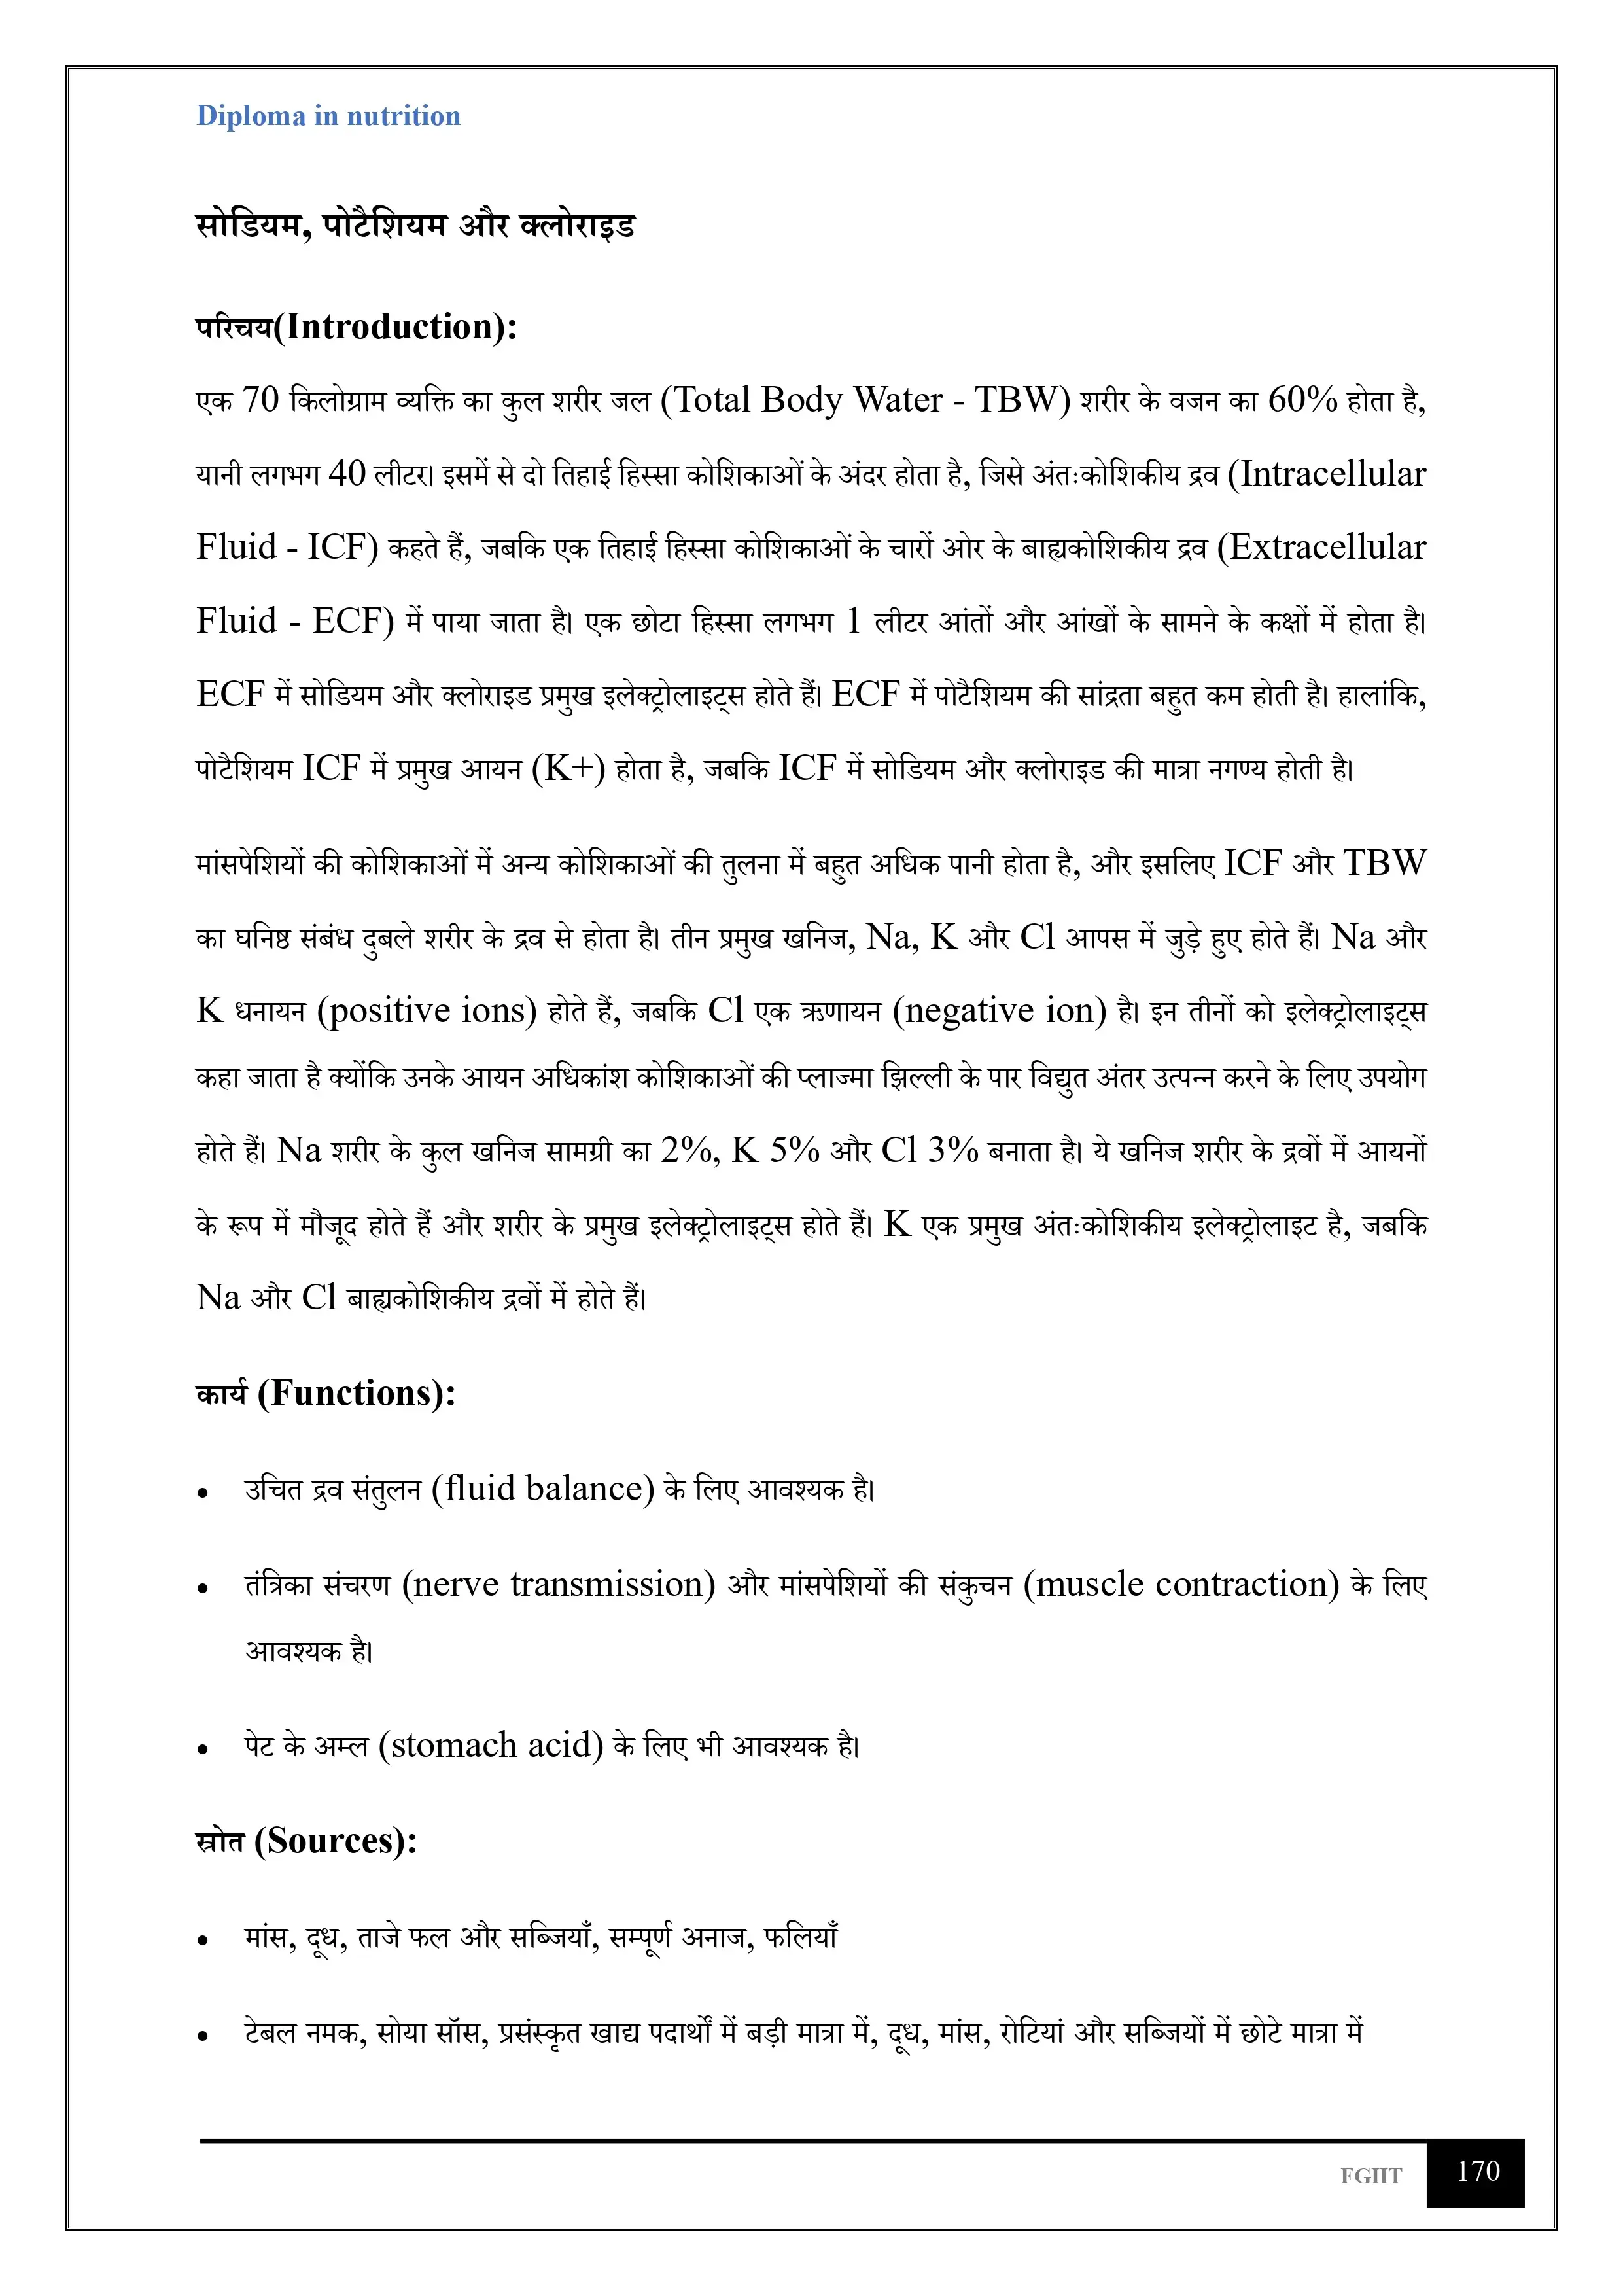 Diploma in nutrition
सोडियम, पोटैशियम और क्लोराइड
परिचय(Introduction):
एक 70 किलोग्राम व्यक्ति का कुल शरीर जल (Total Body Water - TBW) शरीर के वजन का 60% होता है,
यानी लगभग 40 लीटर। इसमें से दो तिहाई हिस्सा कोशिकाओं के अंदर होता है, जिसे अंतःकोशिकीय द्रव (Intracellular
Fluid - ICF) कहते हैं, जबकि एक तिहाई हिस्सा कोशिकाओं के चारों ओर के बाह्यकोशिकीय द्रव (Extracellular
Fluid - ECF) में पाया जाता है। एक छोटा हिस्सा लगभग 1 लीटर आंतों और आंखों के सामने के कक्षों में होता है।
ECF में सोडियम और क्लोराइड प्रमुख इलेक्ट्रोलाइट्स होते हैं। ECF में पोटैशियम की सांद्रता बहुत कम होती है। हालांकि,
पोटैशियम ICF में प्रमुख आयन (K+) होता है, जबकि ICF में सोडियम और क्लोराइड की मात्रा नगण्य होती है।
मांसपेशियों की कोशिकाओं में अन्य कोशिकाओं की तुलना में बहुत अधिक पानी होता है, और इसलिए ICF और TBW
का घनिष्ठ संबंध दुबले शरीर के द्रव से होता है। तीन प्रमुख खनिज, Na, K और Cl आपस में जुड़े हुए होते हैं। Na और
K धनायन (positive ions) होते हैं, जबकि Cl एक ऋणायन (negative ion) है। इन तीनों को इलेक्ट्रोलाइट्स
कहा जाता है क्योंकि उनके आयन अधिकांश कोशिकाओं की प्लाज्मा झिल्ली के पार विद्युत अंतर उत्पन्न करने के लिए उपयोग
होते हैं। Na शरीर के कुल खनिज सामग्री का 2%, K 5% और Cl 3% बनाता है। ये खनिज शरीर के द्रवों में आयनों
के रूप में मौजूद होते हैं और शरीर के प्रमुख इलेक्ट्रोलाइट्स होते हैं। K एक प्रमुख अंतःकोशिकीय इलेक्ट्रोलाइट है, जबकि
Na और Cl बाह्यकोशिकीय द्रवों में होते हैं।
कार्य (Functions):
• उचित द्रव संतुलन (fluid balance) के लिए आवश्यक है।
• तंत्रिका संचरण (nerve transmission) और मांसपेशियों की संकुचन (muscle contraction) के लिए
आवश्यक है।
• पेट के अम्ल (stomach acid) के लिए भी आवश्यक है।
स्रोत (Sources):
• मांस, दूध, ताजे फल और सब्जियाँ, सम्पूर्ण अनाज, फलियाँ
• टेबल नमक, सोया सॉस, प्रसंस्कृत खाद्य पदार्थों में बड़ी मात्रा में, दूध, मांस, रोटियां और सब्जियों में छोटे मात्रा में
FGIIT 170